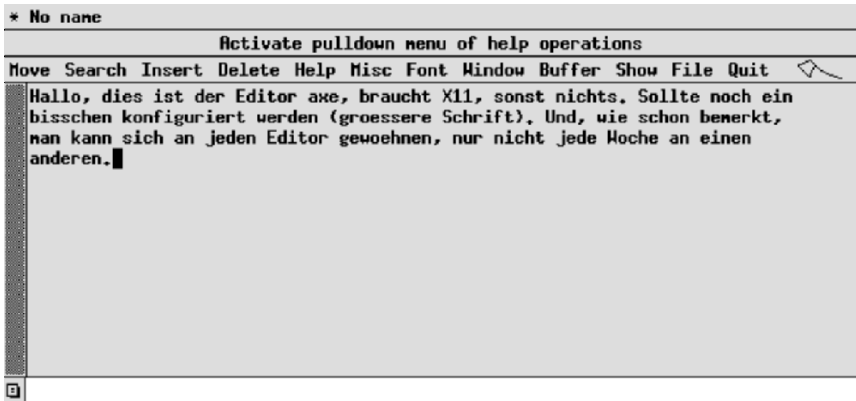 * No name
Activate pulldown menu of help operations
Move Search Insert Delete Help Misc Font Window Buffer Show File Quit
Hallo, dies ist der Editor axe, braucht X11, sonst nichts. Sollte noch ein
bisschen konfiguriert werden (groessere Schrift). Und, wie schon bemerkt,
man kann sich an jeden Editor gewoehnen, nur nicht jede Woche an einen
anderen.